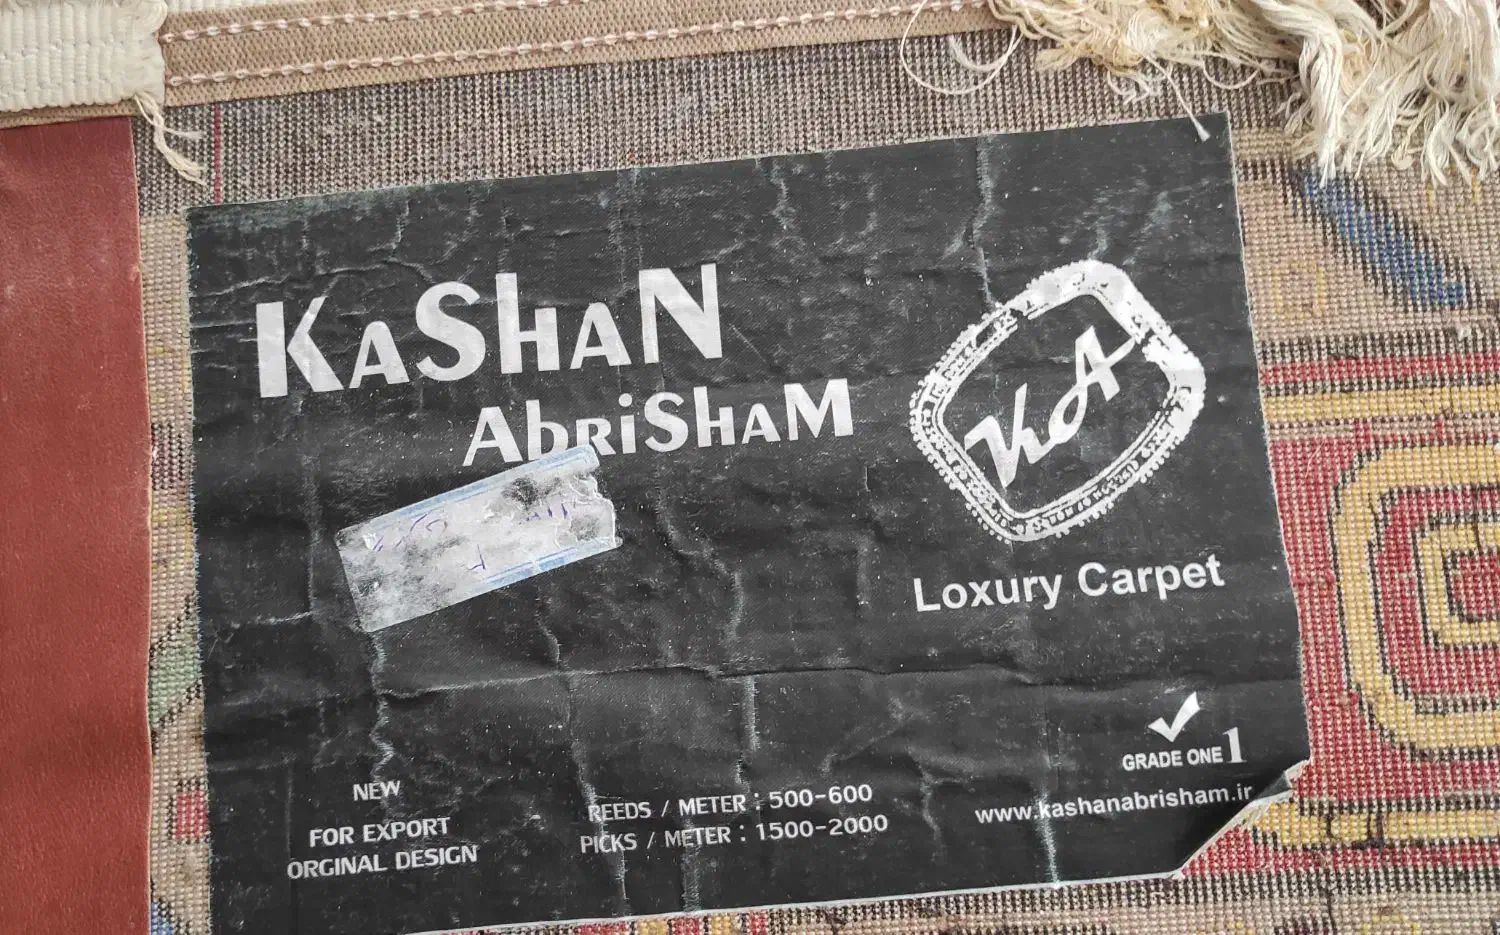 KaShaN
AbriShaM
KA
Loxury Carpet
GRADE ONE 1
NEW
FOR EXPORT
ORGINAL DESIGN
REEDS / METER : 500-600
PICKS / METER : 1500-2000
www.kashanabrisham.ir